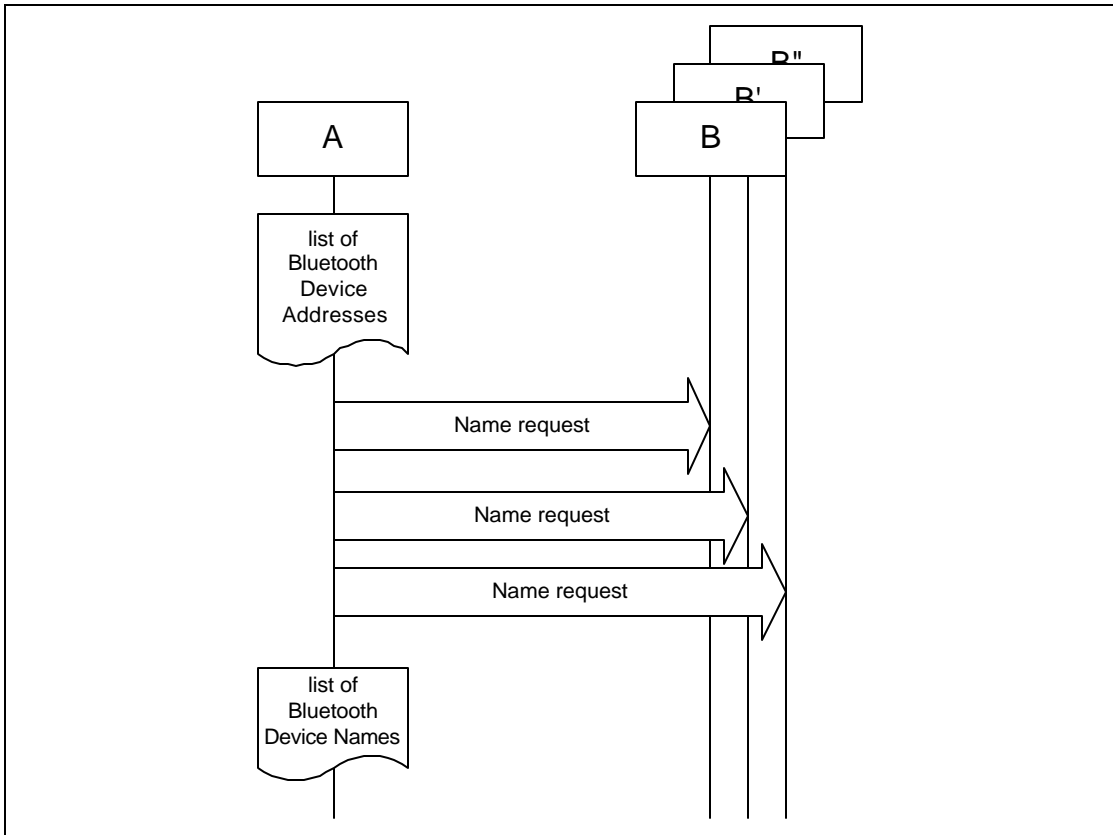 B"
B'
A
B
list of
Bluetooth
Device
Addresses
Name request
Name request
Name request
list of
Bluetooth
Device Names